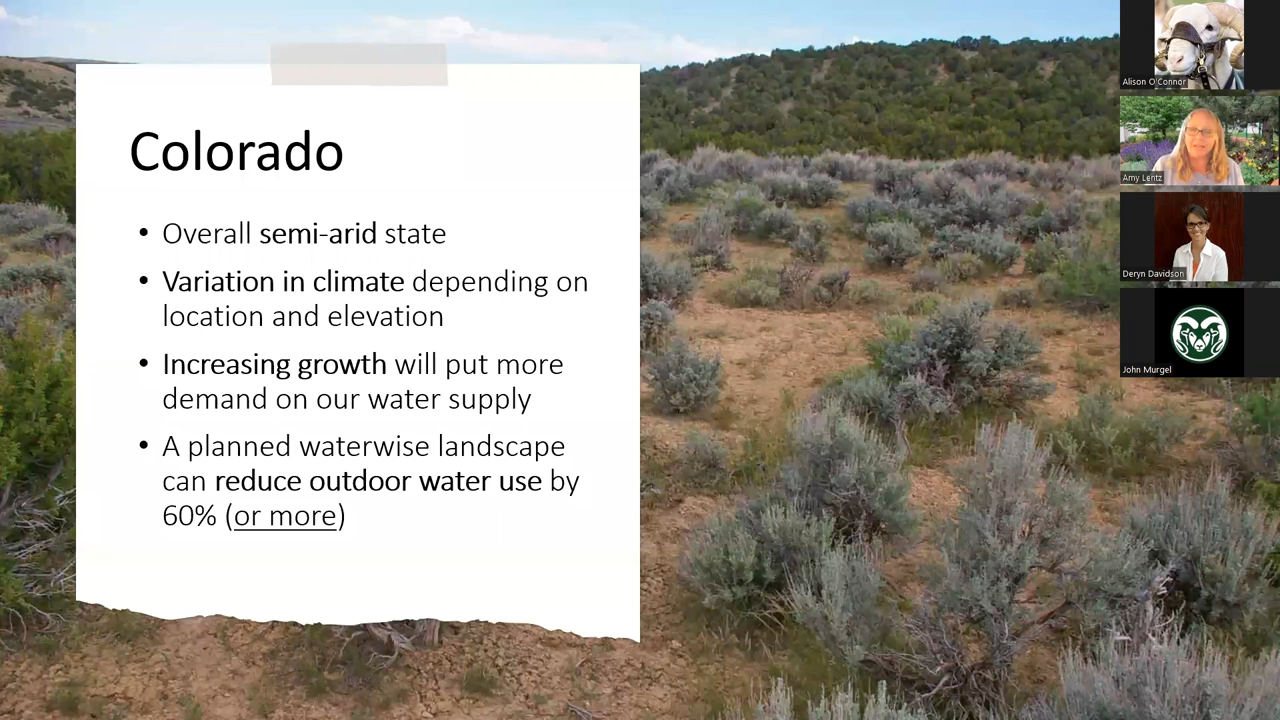 Colorado
• Overall semi-arid state
• Variation in climate depending on
location and elevation
• Increasing growth will put more
demand on our water supply
• A planned waterwise landscape
can reduce outdoor water use by
60% (or more)
Alison O'Connor
Amy Lentz
Deryn Davidson
John Murgel